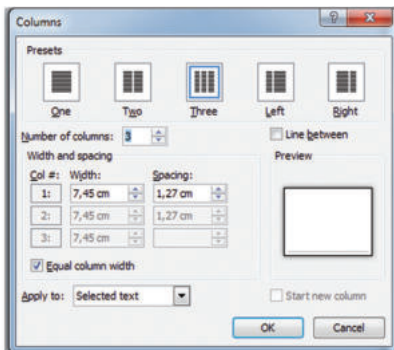 Columns
Presets
One Two Three Left Right
Number of columns: 3 Line between
Width and spacing Preview
Col #: Width: Spacing:
1: 7,45 cm 1,27 cm
2: 7,45 cm 1,27 cm
3: 7,45 cm
Equal column width
Apply to: Selected text Start new column
OK Cancel